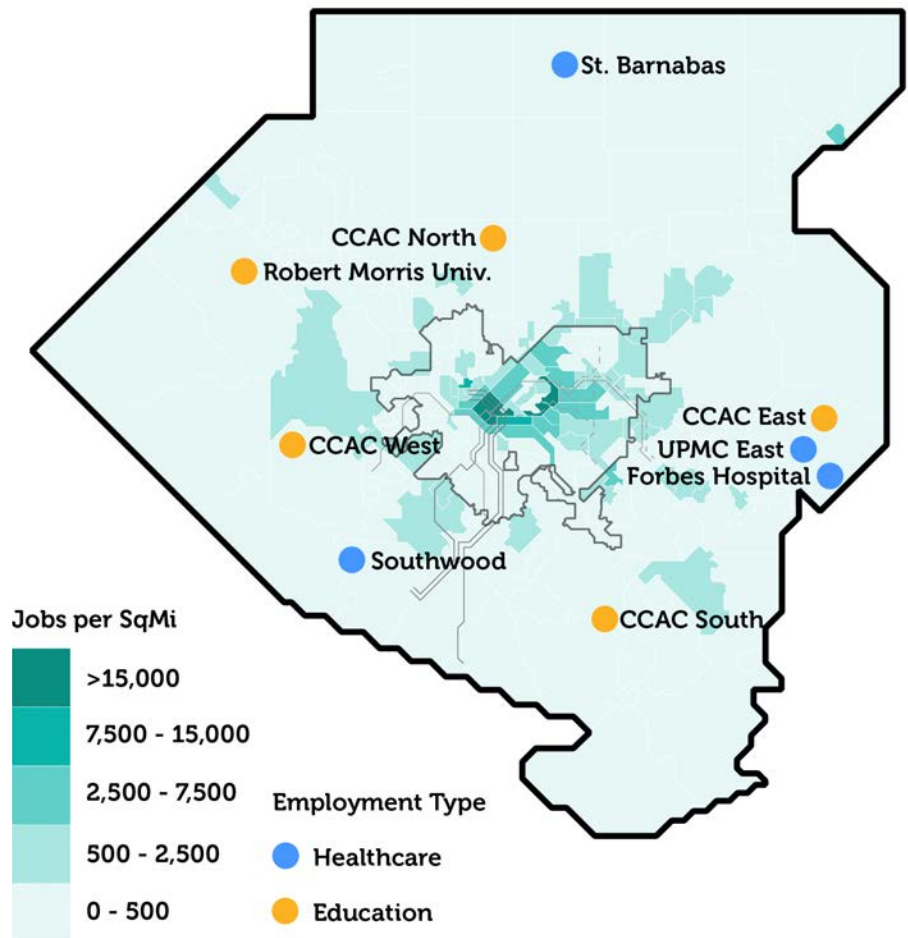 St. Barnabas
CCAC North
Robert Morris Univ.
CCAC East
CCAC West
UPMC East
Forbes Hospital
Southwood
CCAC South
Jobs per SqMi
>15,000
7,500 - 15,000
2,500 - 7,500
500 - 2,500
0 - 500
Employment Type
Healthcare
Education